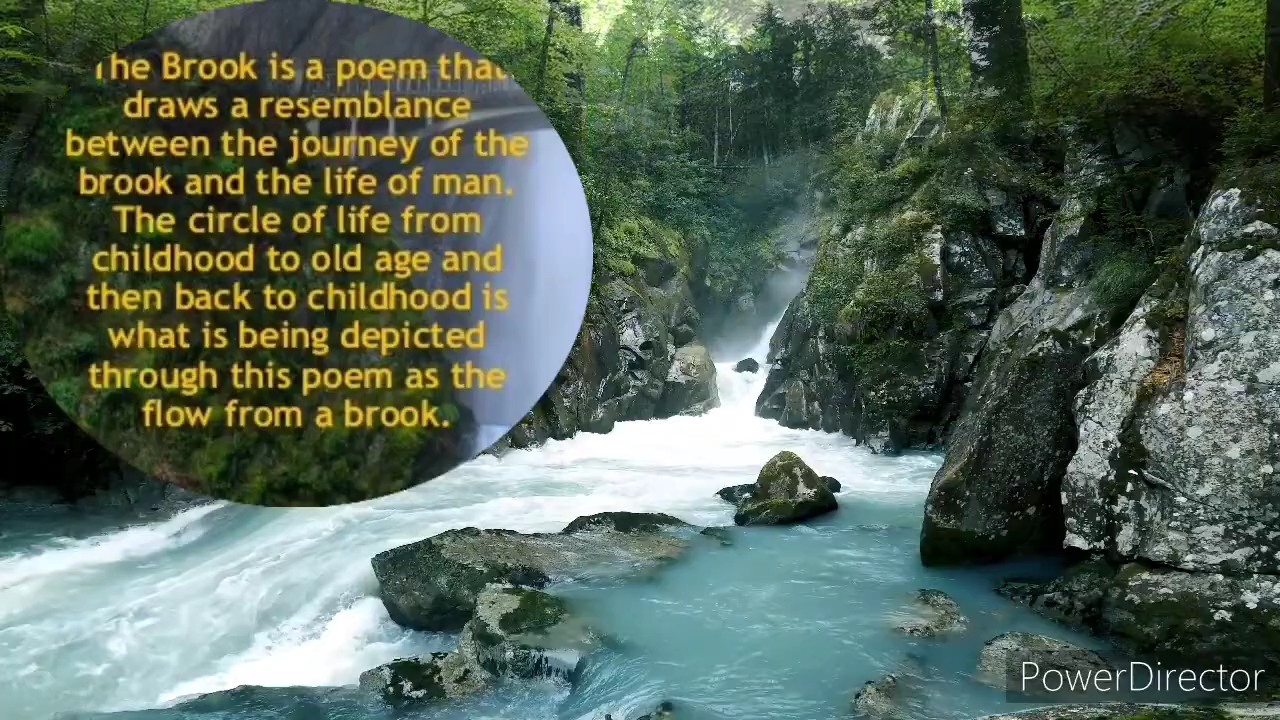 The Brook is a poem that
draws a resemblance
between the journey of the
brook and the life of man.
The circle of life from
childhood to old age and
then back to childhood is
what is being depicted
through this poem as the
flow from a brook.
PowerDirector